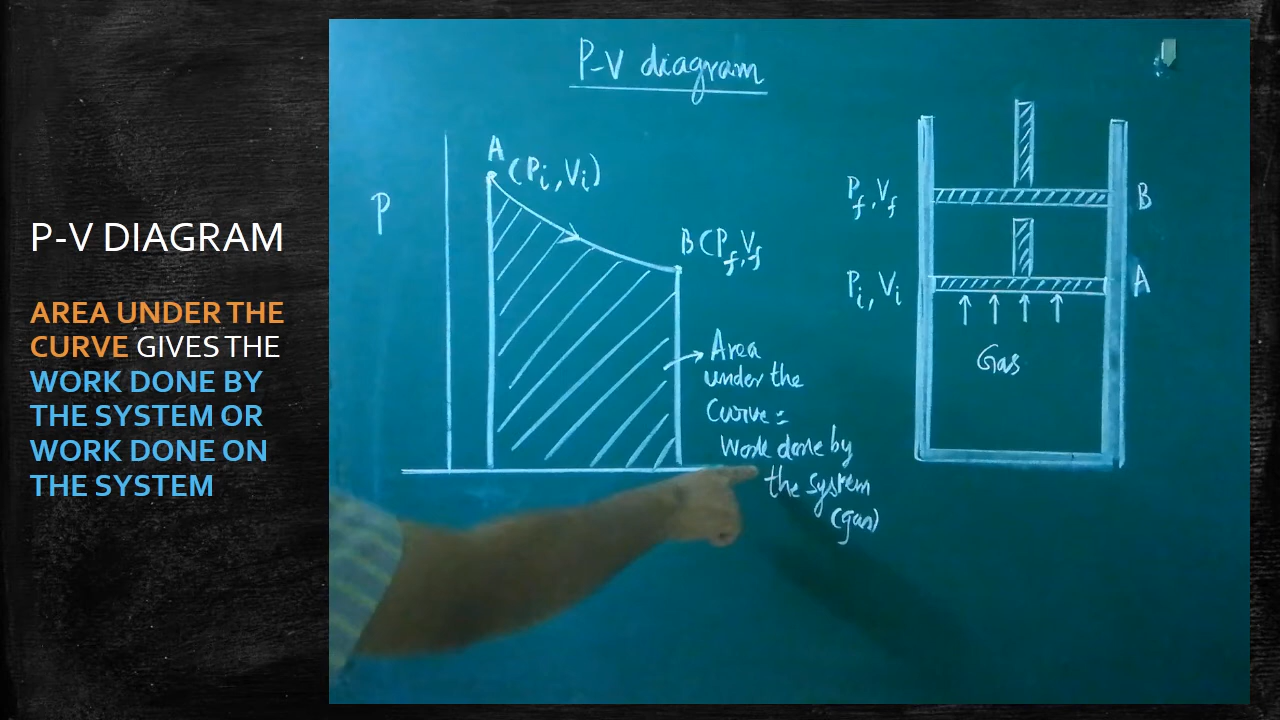 P-V DIAGRAM
AREA UNDER THE
CURVE GIVES THE
WORK DONE BY
THE SYSTEM OR
WORK DONE ON
THE SYSTEM
P-V diagram
P
A
(Pi, Vi)
B (Pf, Vf
Area
under the
Curve =
Work done by
the system
(gas)
Pf, Vf
B
Pi, Vi
A
Gas